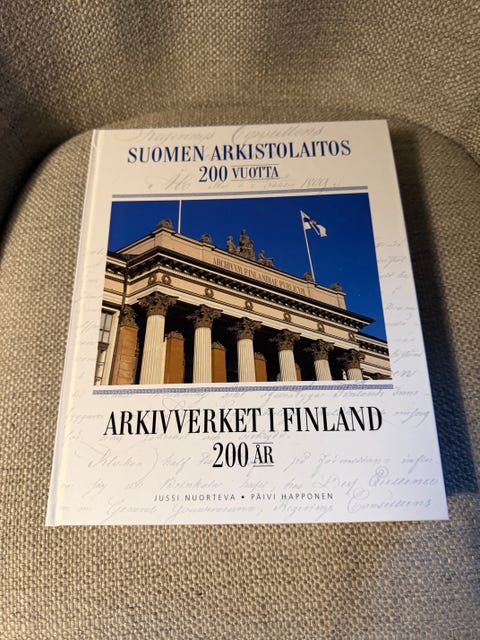 SUOMEN ARKISTOLAITOS
200 VUOTTA
ARCHIVUM FINLANDIAE PUBLICUM
ARKIVVERKET I FINLAND
200 ÅR
JUSSI NUORTEVA • PÄIVI HAPPONEN